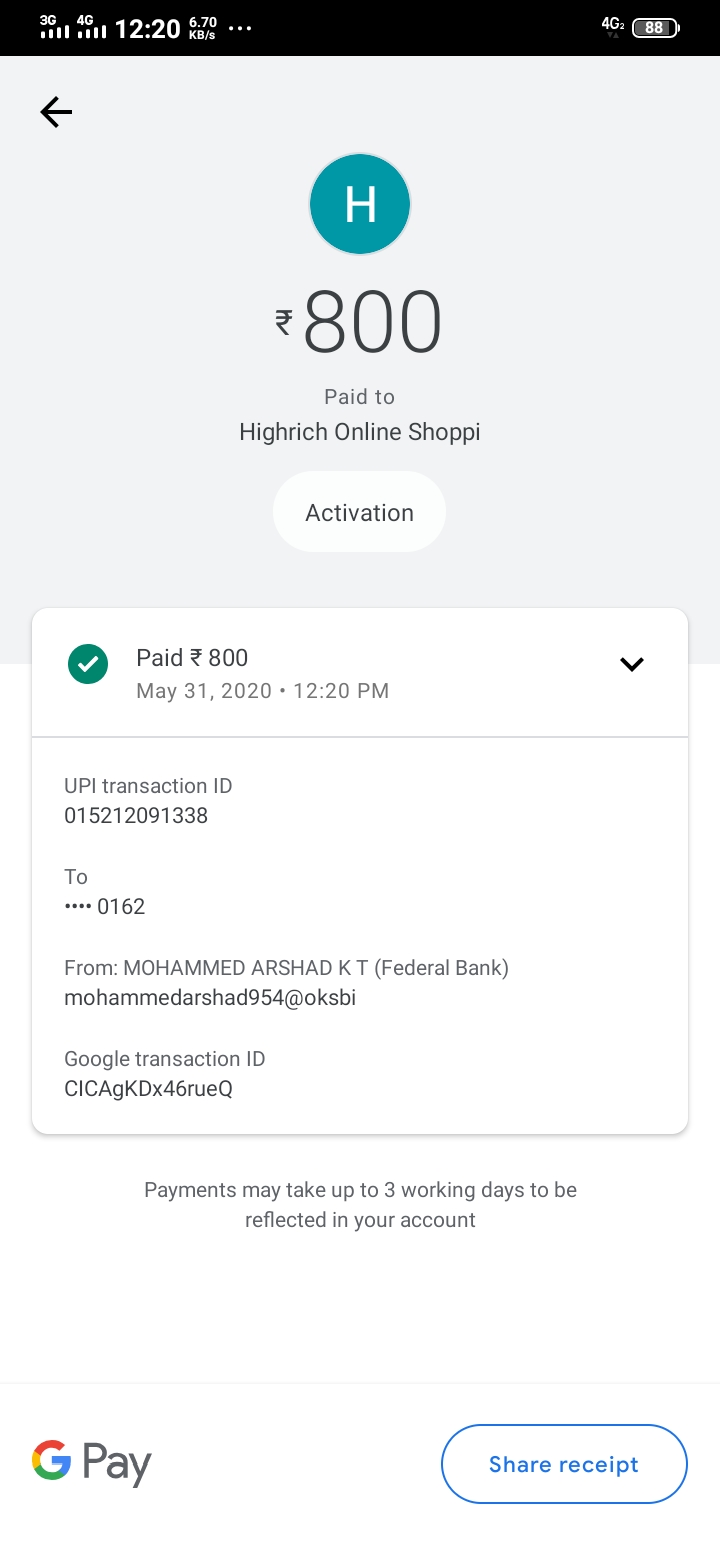 3G 4G 12:20 6.70 KB/s ... 4G2 88
H
₹800
Paid to
Highrich Online Shoppi
Activation
Paid ₹ 800
May 31, 2020 • 12:20 PM
UPI transaction ID
015212091338
To
•••• 0162
From: MOHAMMED ARSHAD K T (Federal Bank)
mohammedarshad954@oksbi
Google transaction ID
CICAgKDx46rueQ
Payments may take up to 3 working days to be
reflected in your account
G Pay
Share receipt